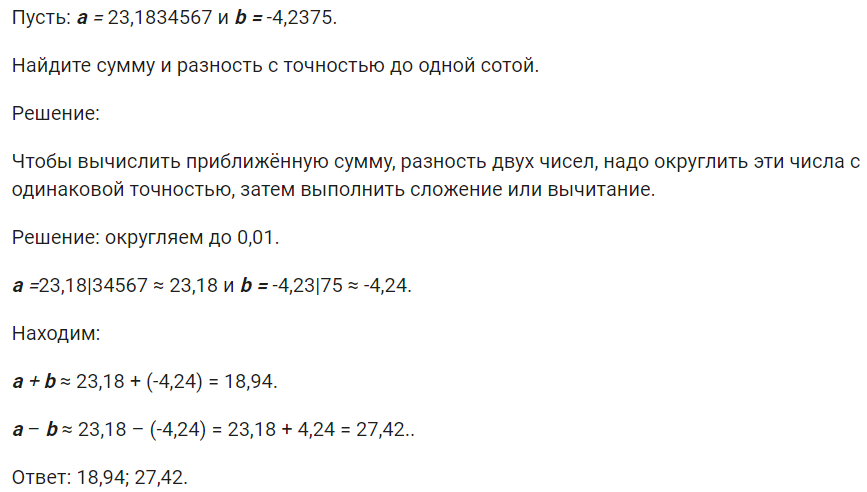 Пусть: a = 23,1834567 и b = -4,2375.
Найдите сумму и разность с точностью до одной сотой.
Решение:
Чтобы вычислить приближённую сумму, разность двух чисел, надо округлить эти числа с
одинаковой точностью, затем выполнить сложение или вычитание.
Решение: округляем до 0,01.
a =23,18|34567 ≈ 23,18 и b = -4,23|75 ≈ -4,24.
Находим:
a + b ≈ 23,18 + (-4,24) = 18,94.
a – b ≈ 23,18 – (-4,24) = 23,18 + 4,24 = 27,42..
Ответ: 18,94; 27,42.